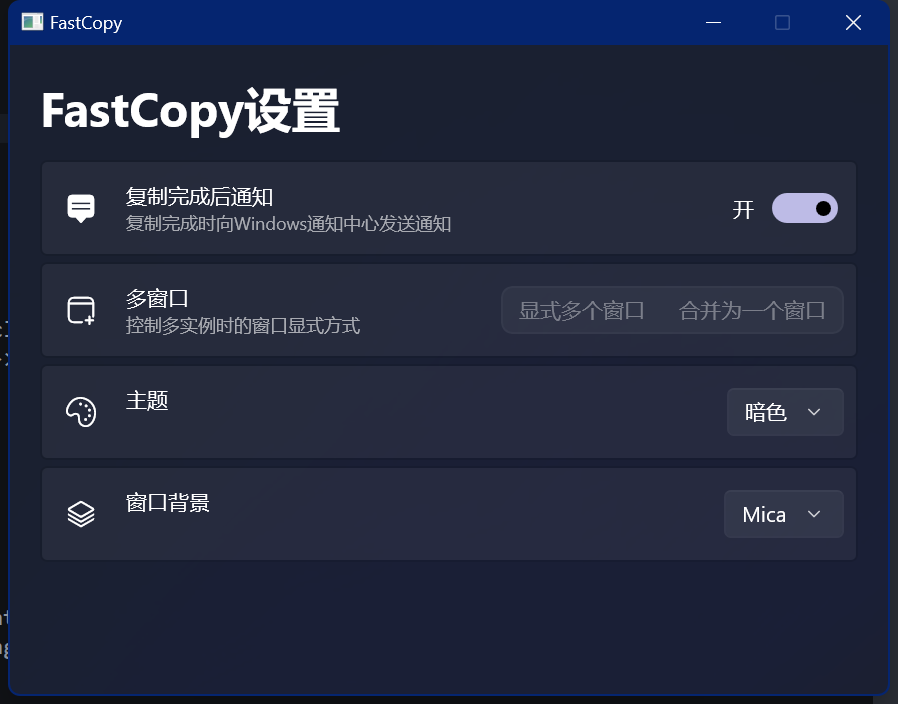 FastCopy
FastCopy设置
复制完成后通知
复制完成时向Windows通知中心发送通知
开
多窗口
控制多实例时的窗口显式方式
显式多个窗口 合并为一个窗口
主题
暗色
窗口背景
Mica